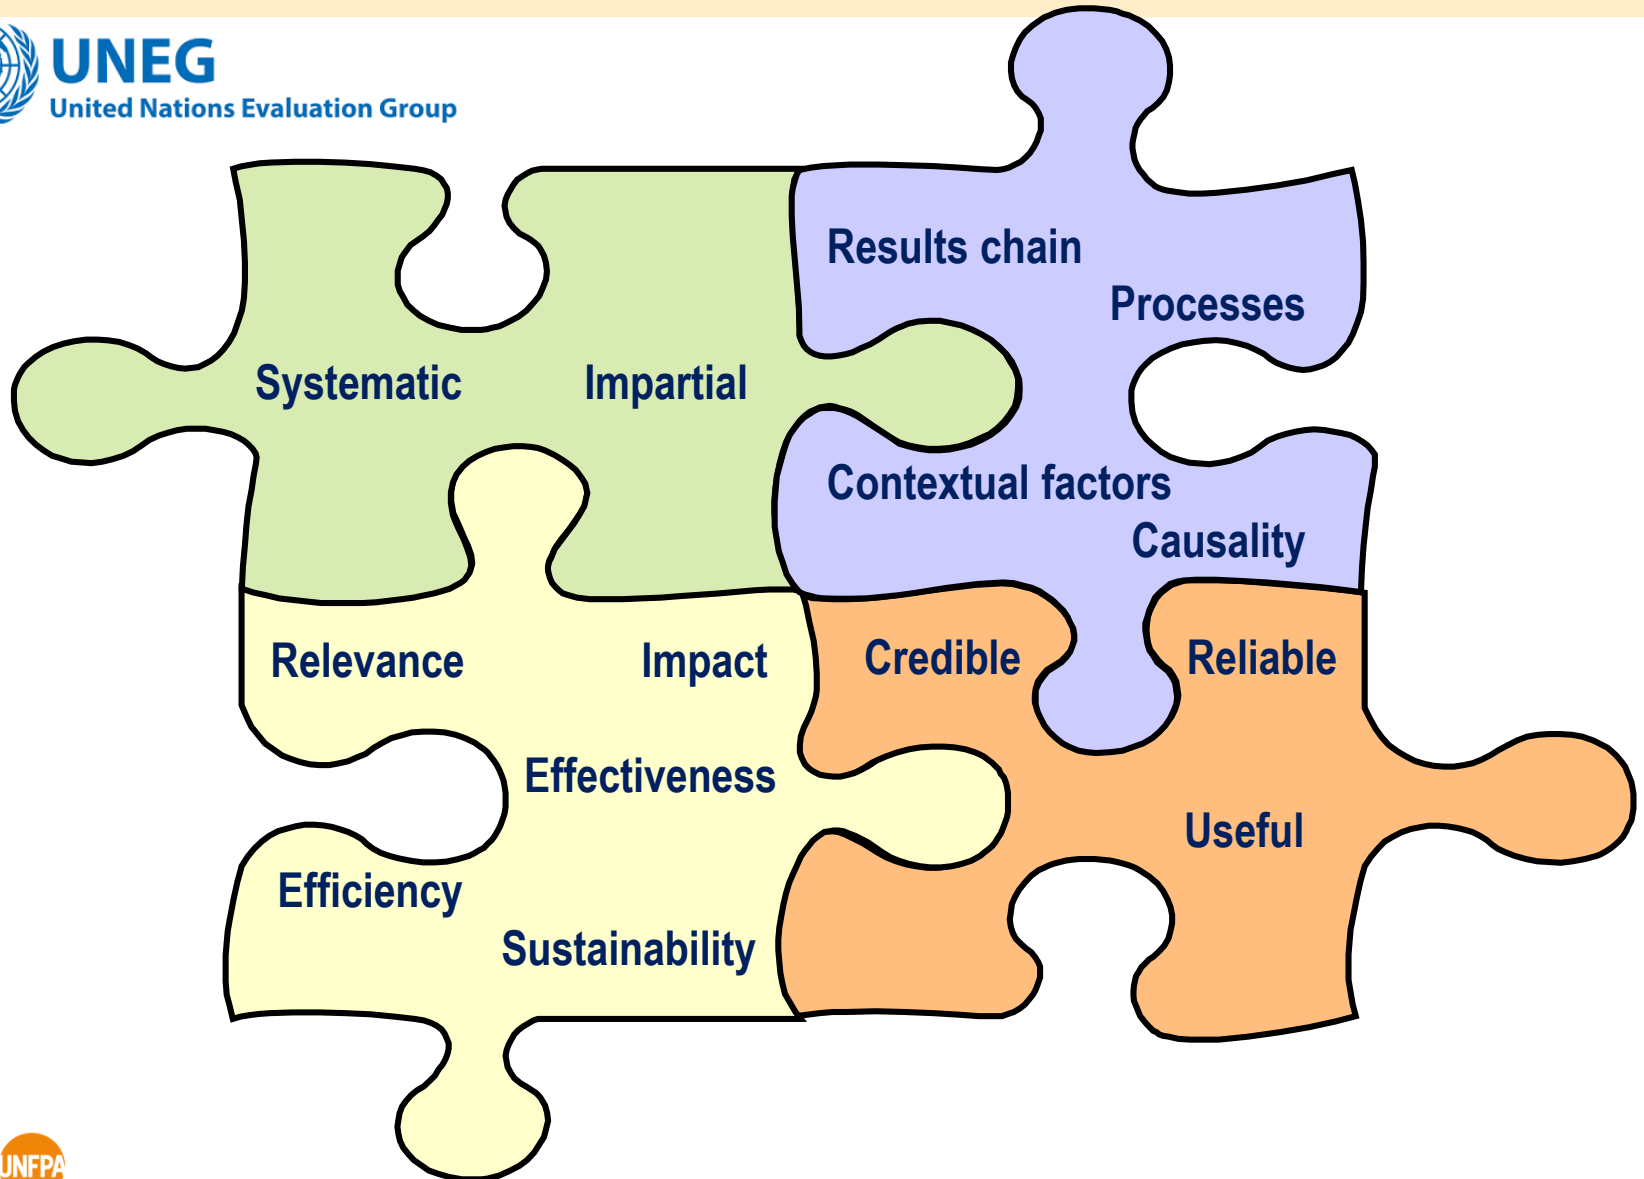 UNEG
United Nations Evaluation Group
Results chain
Processes
Systematic
Impartial
Contextual factors
Causality
Relevance
Impact
Effectiveness
Efficiency
Sustainability
Credible
Reliable
Useful
UNFPA